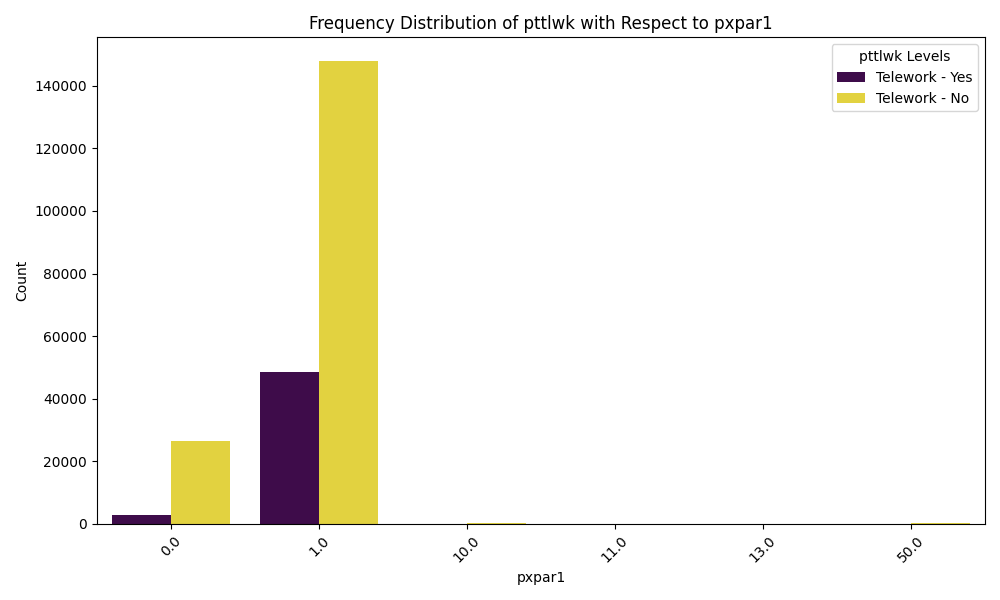 Frequency Distribution of pttlwk with Respect to pxpar1
pttlwk Levels
Telework - Yes
Telework - No
140000
120000
100000
80000
60000
40000
20000
0
Count
0.0
1.0
10.0
11.0
13.0
50.0
pxpar1